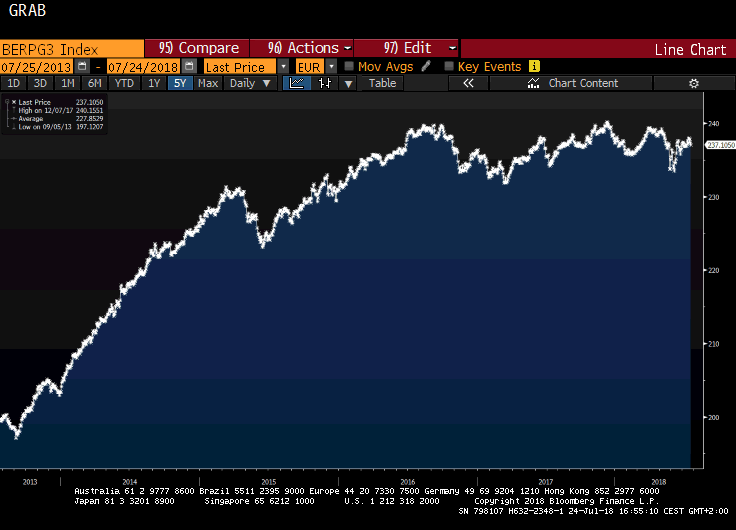 GRAB
BERPG3 Index 95) Compare 96) Actions 97) Edit Line Chart
07/25/2013 - 07/24/2018 Last Price EUR Mov Avgs Key Events i
1D 3D 1M 6M YTD 1Y 5Y Max Daily ▼ ▼ Table << Chart Content
Last Price 237.1050
High on 12/07/17 240.1551
Average 227.8529
Low on 09/05/13 197.1207
240
237.1050
230
220
210
200
2013 2014 2015 2016 2017 2018
Australia 61 2 9777 8600 Brazil 5511 2395 9000 Europe 44 20 7330 7500 Germany 49 69 9204 1210 Hong Kong 852 2977 6000
Japan 81 3 3201 8900 Singapore 65 6212 1000 U.S. 1 212 318 2000 Copyright 2018 Bloomberg Finance L.P.
SN 798107 H632-2348-1 24-Jul-18 16:55:10 CEST GMT+2:00